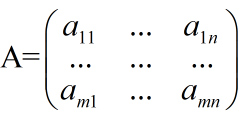 a₁₁ ... a₁ₙ
A= ... ... ...
aₘ₁ ... aₘₙ